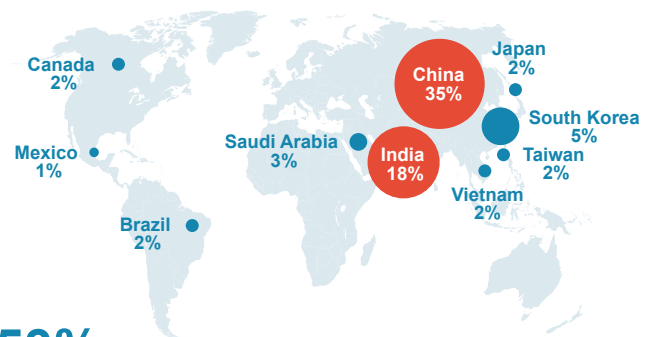 Canada
2%
Mexico
1%
Brazil
2%
Saudi Arabia
3%
China
35%
India
18%
Japan
2%
South Korea
5%
Taiwan
2%
Vietnam
2%